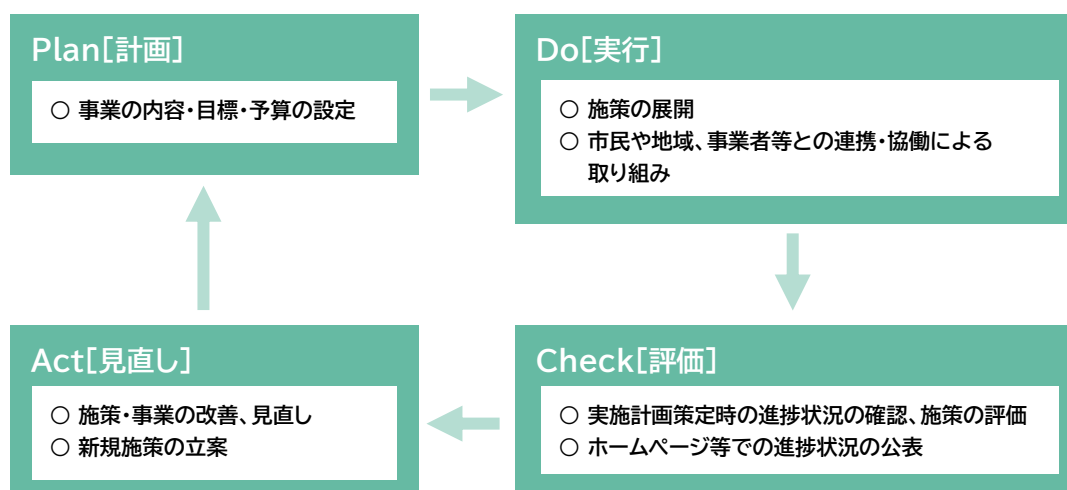 Plan[計画]
○ 事業の内容・目標・予算の設定
Do[実行]
○ 施策の展開
○ 市民や地域、事業者等との連携・協働による
取り組み
Act[見直し]
○ 施策・事業の改善、見直し
○ 新規施策の立案
Check[評価]
○ 実施計画策定時の進捗状況の確認、施策の評価
○ ホームページ等での進捗状況の公表